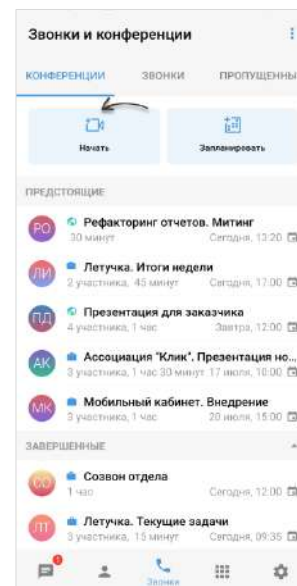 Звонки и конференции
КОНФЕРЕНЦИИ ЗВОНКИ ПРОПУЩЕННЫ
Начать Запланировать
ПРЕДСТОЯЩИЕ
РО Рефакторинг отчетов. Митинг
30 минут Сегодня, 13:20
ЛИ Летучка. Итоги недели
2 участника, 45 минут Сегодня, 17:00
ПД Презентация для заказчика
4 участника, 1 час Завтра, 12:00
АК Ассоциация "Клик". Презентация но...
3 участника, 1 час 30 минут 17 июля, 10:00
МК Мобильный кабинет. Внедрение
3 участника, 1 час 20 июля, 15:00
ЗАВЕРШЕННЫЕ
СО Созвон отдела
1 час Сегодня, 12:00
ЛТ Летучка. Текущие задачи
3 участника, 15 минут Сегодня, 09:35
Звонки